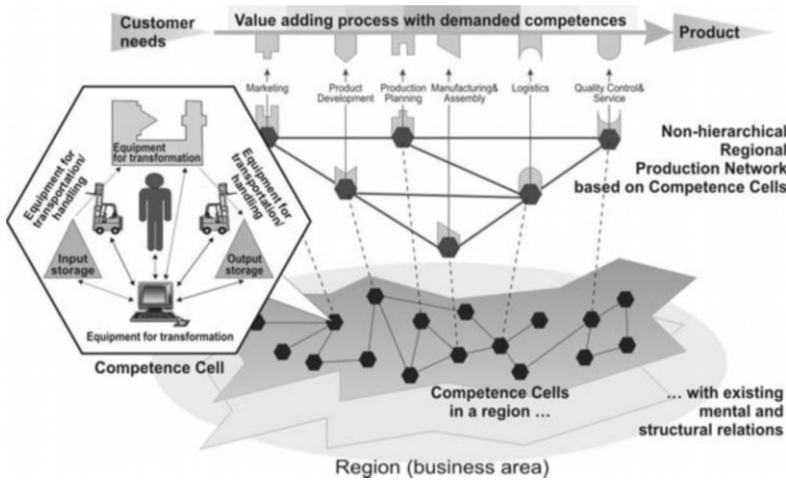 Customer
needs
Value adding process with demanded competences
Product
Marketing
Product
Development
Production
Planning
Manufacturing&
Assembly
Logistics
Quality Control&
Service
Non-hierarchical
Regional
Production Network
based on Competence Cells
Equipment
for transformation
Equipment for
transportation/
handling
Equipment for
transportation/
handling
Input
storage
Output
storage
Equipment for transformation
Competence Cell
Competence Cells
in a region ...
... with existing
mental and
structural relations
Region (business area)